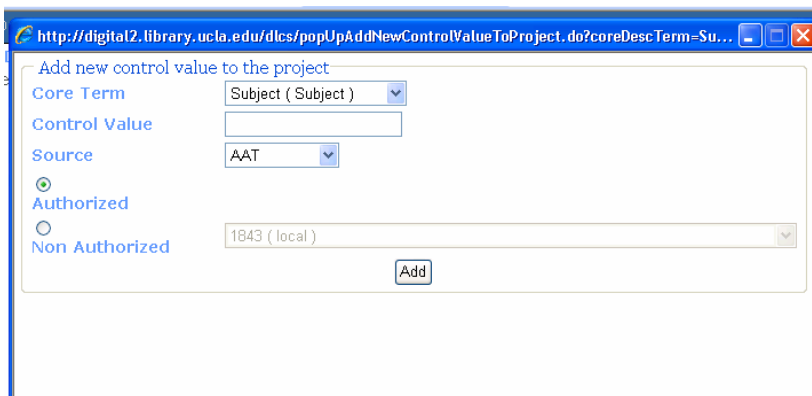 http://digital2.library.ucla.edu/dlcs/popUpAddNewControlValueToProject.do?coreDescTerm=Su...
Add new control value to the project
Core Term Subject ( Subject )
Control Value
Source AAT
Authorized
Non Authorized 1843 ( local )
Add